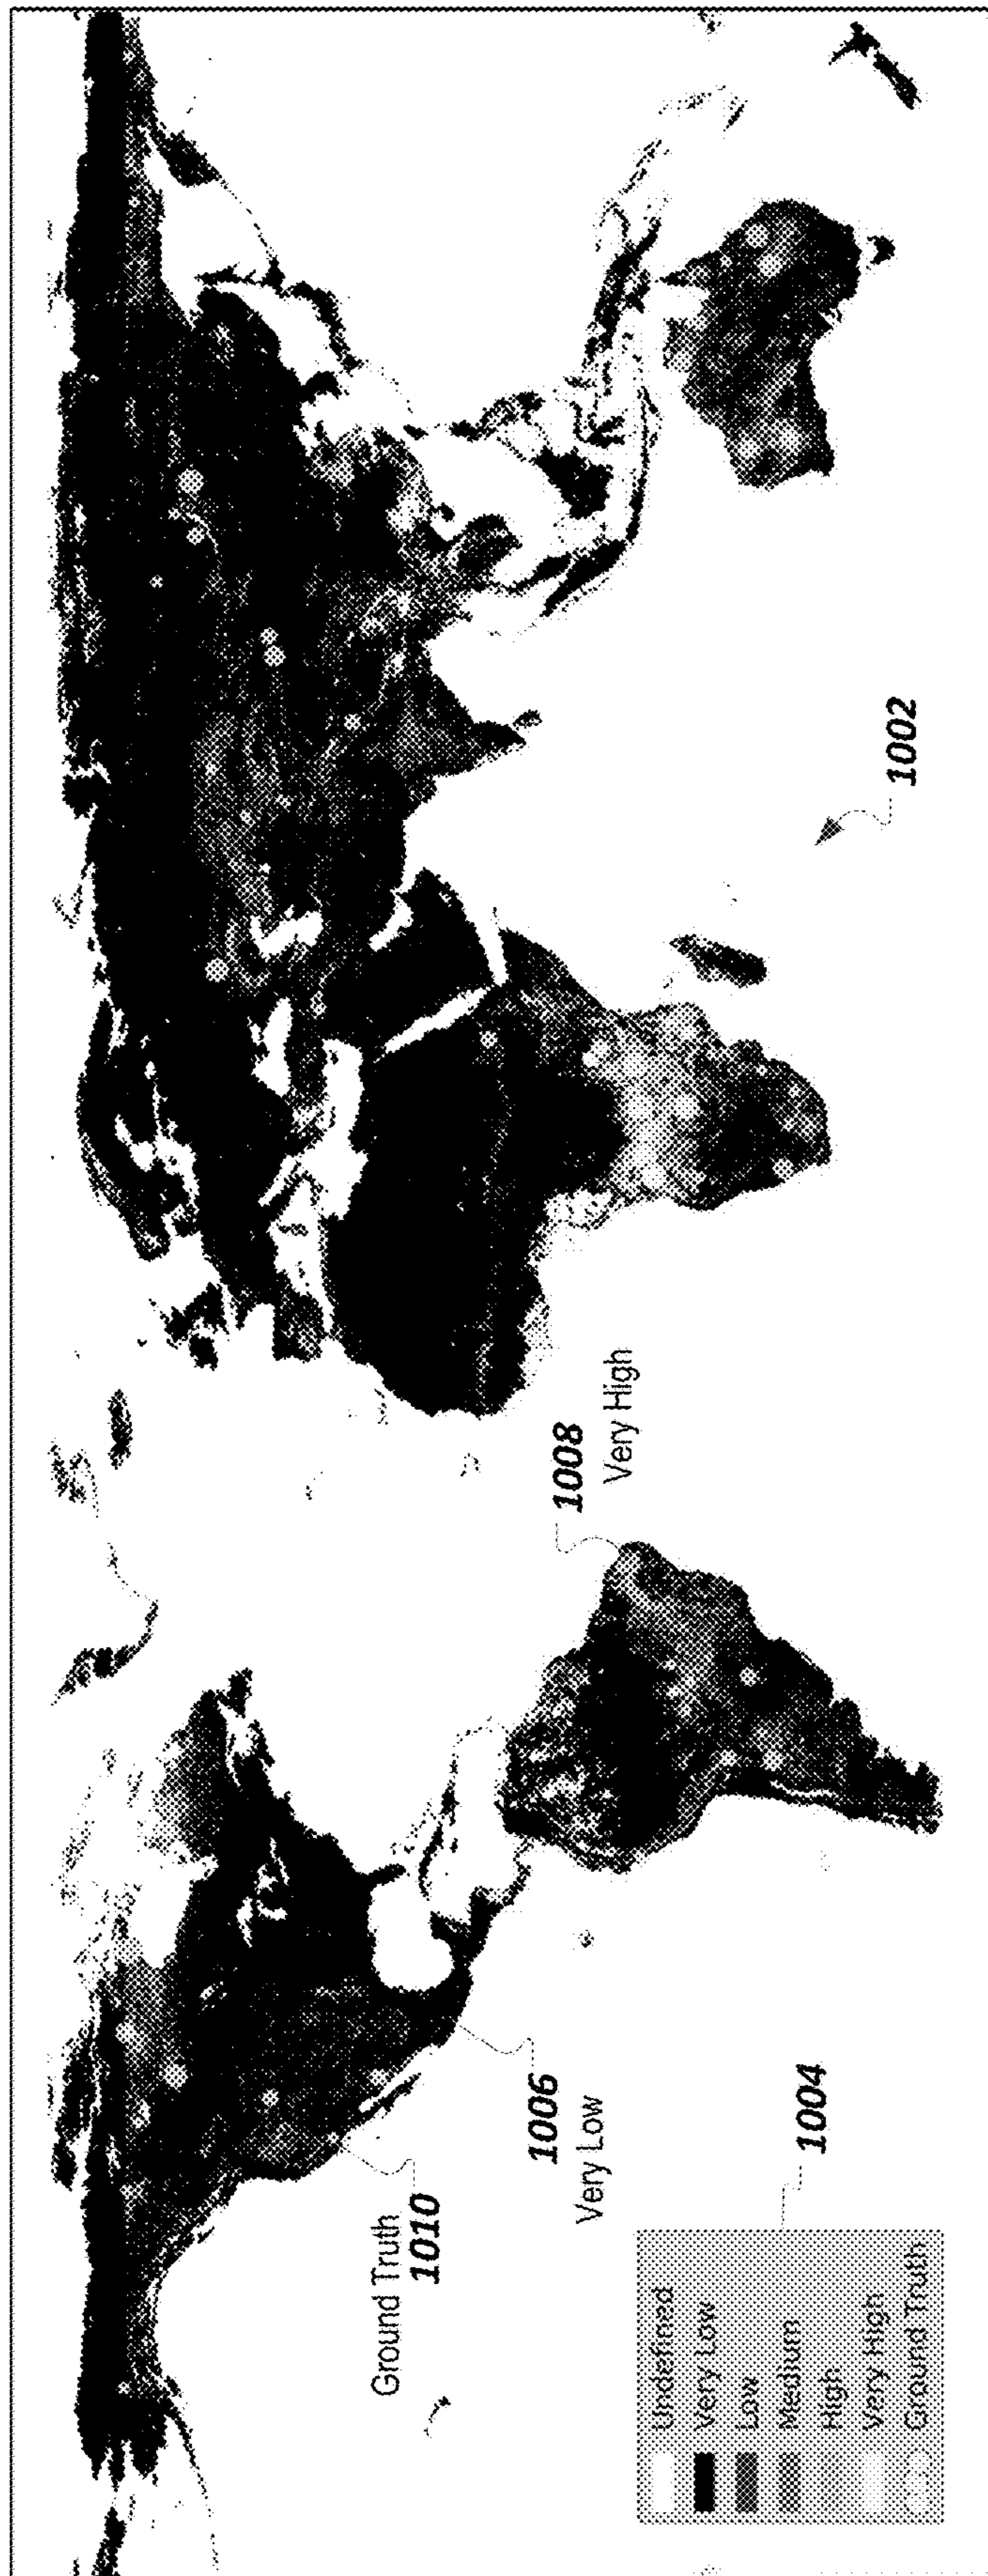 Ground Truth
1010
1006
Very Low
1008
Very High
1002
1004
Undefined
Very Low
Low
Medium
High
Very High
Ground Truth